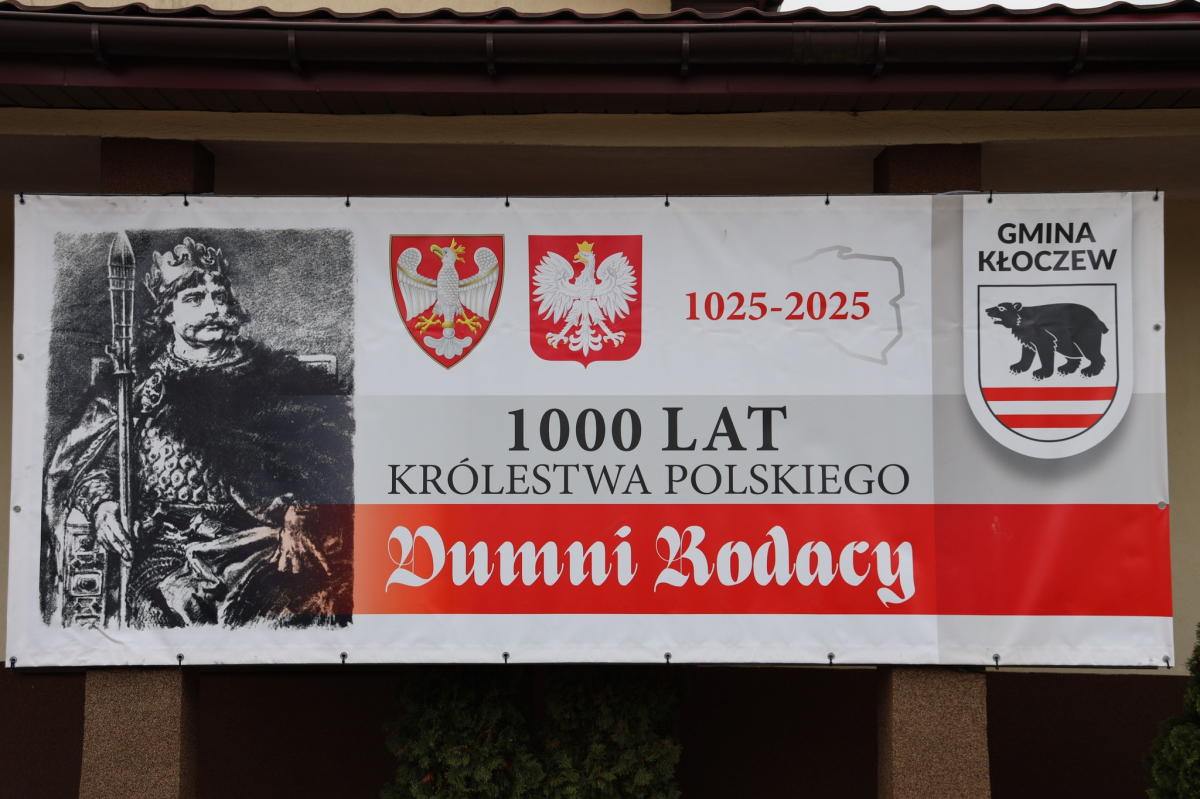 1025-2025
GMINA
KŁOCZEW
1000 LAT
KRÓLESTWA POLSKIEGO
Dumni Rodacy